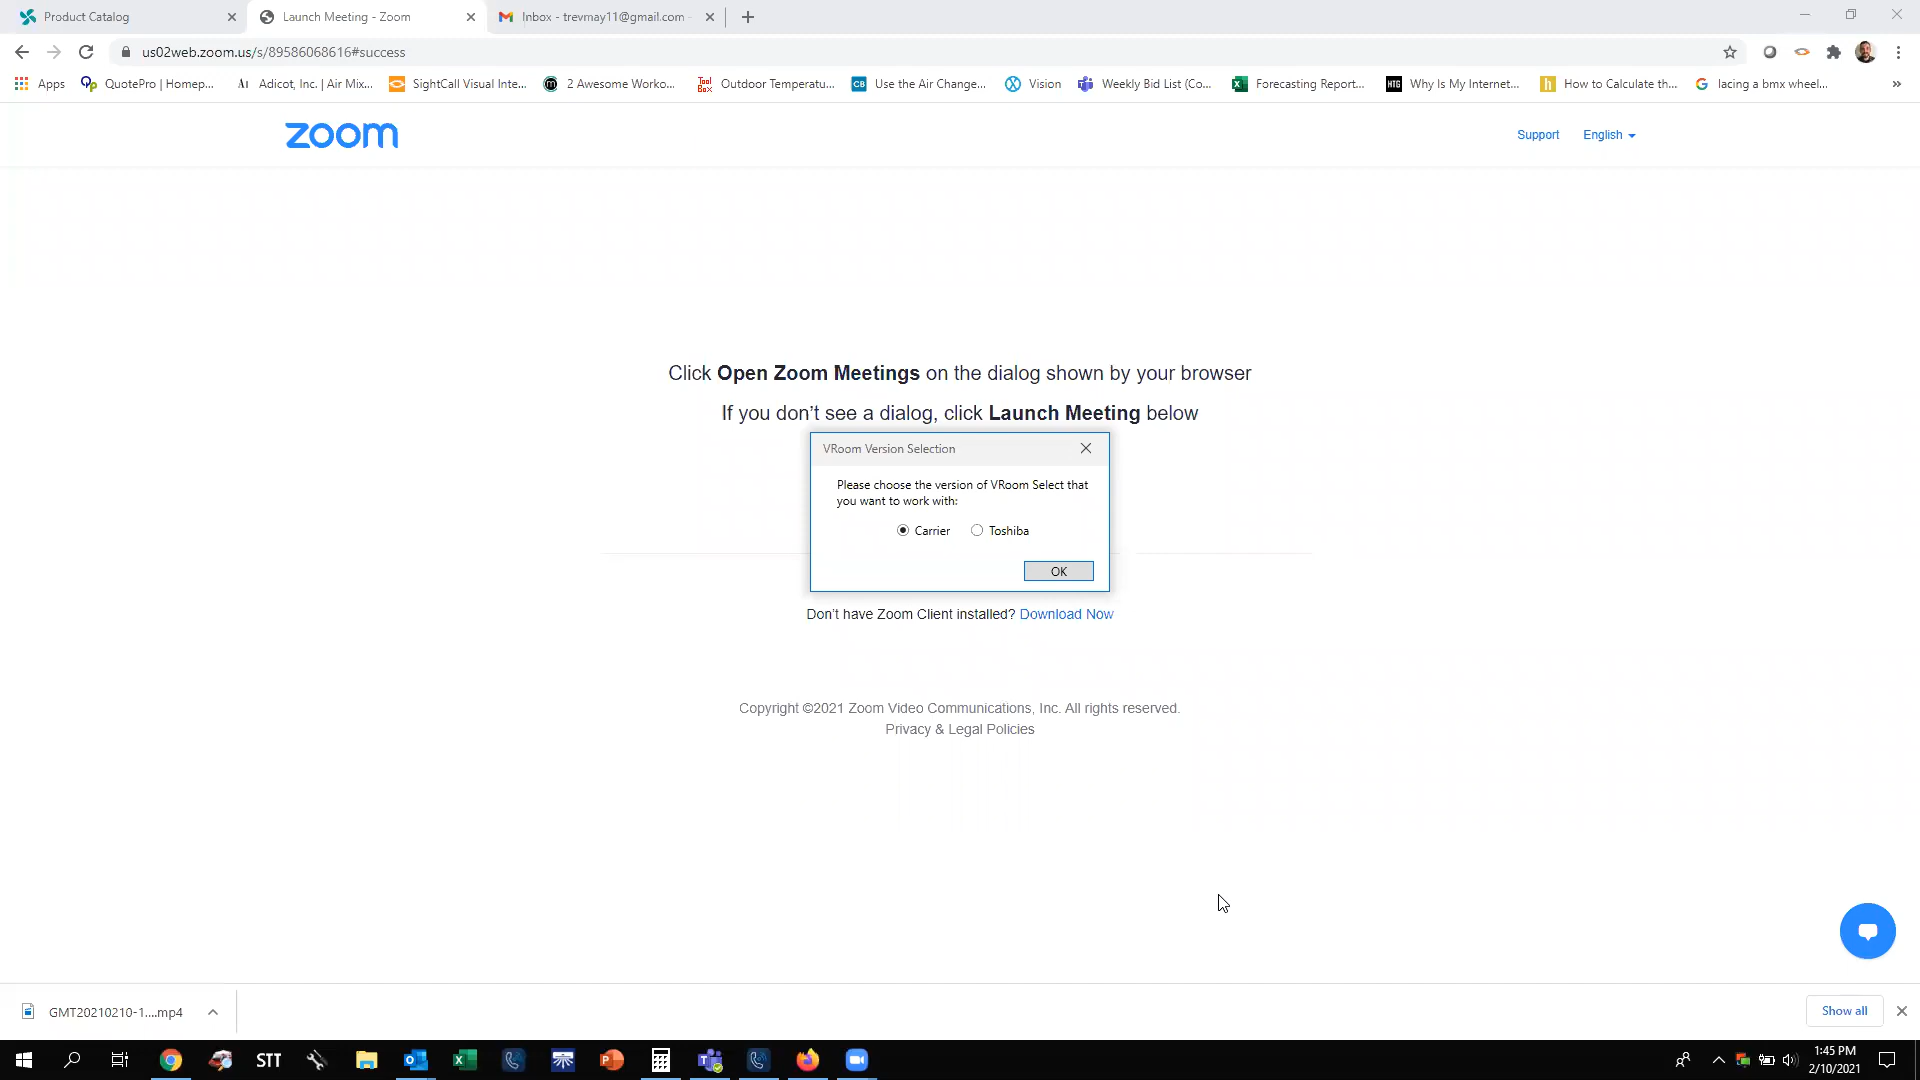 Product Catalog
Launch Meeting - Zoom
Inbox - trevmay11@gmail.com -
us02web.zoom.us/s/89586068616#success
Apps
QuotePro | Homep...
AI Adicot, Inc. | Air Mix...
SightCall Visual Inte...
2 Awesome Worko...
Tool Box Outdoor Temperatu...
CB Use the Air Change...
Vision
Weekly Bid List (Co...
Forecasting Report...
HTG Why Is My Internet...
h How to Calculate th...
lacing a bmx wheel...
»
zoom
Support
English
Click Open Zoom Meetings on the dialog shown by your browser
If you don’t see a dialog, click Launch Meeting below
VRoom Version Selection
Please choose the version of VRoom Select that
you want to work with:
Carrier
Toshiba
OK
Don’t have Zoom Client installed? Download Now
Copyright ©2021 Zoom Video Communications, Inc. All rights reserved.
Privacy & Legal Policies
GMT20210210-1....mp4
Show all
STT
1:45 PM
2/10/2021